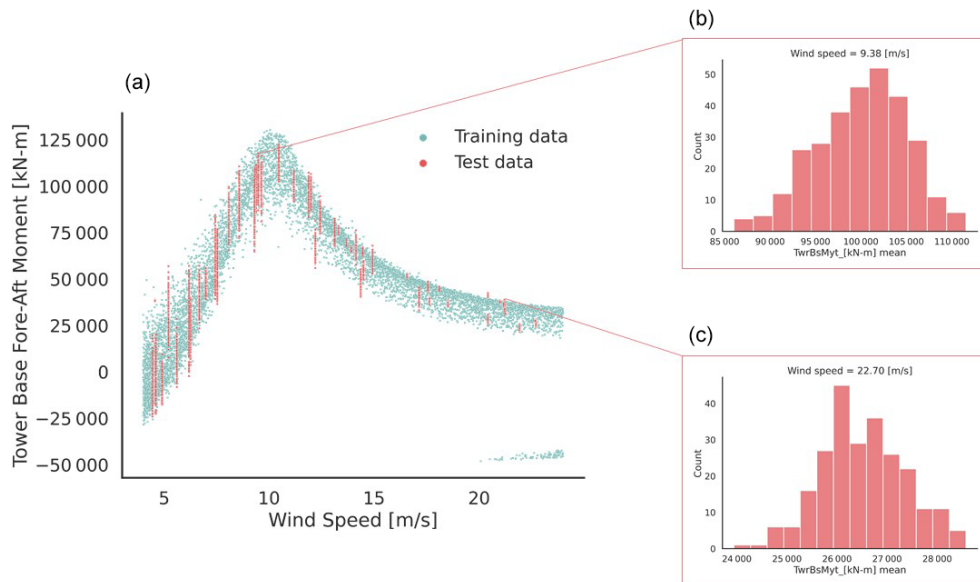 (a)
Tower Base Fore-Aft Moment [kN-m]
125 000
100 000
75 000
50 000
25 000
0
−25 000
−50 000
Training data
Test data
5
10
15
20
Wind Speed [m/s]
(b)
Wind speed = 9.38 [m/s]
Count
50
40
30
20
10
0
85 000
90 000
95 000
100 000
105 000
110 000
TwrBsMyt_[kN-m] mean
(c)
Wind speed = 22.70 [m/s]
Count
40
30
20
10
0
24 000
25 000
26 000
27 000
28 000
TwrBsMyt_[kN-m] mean